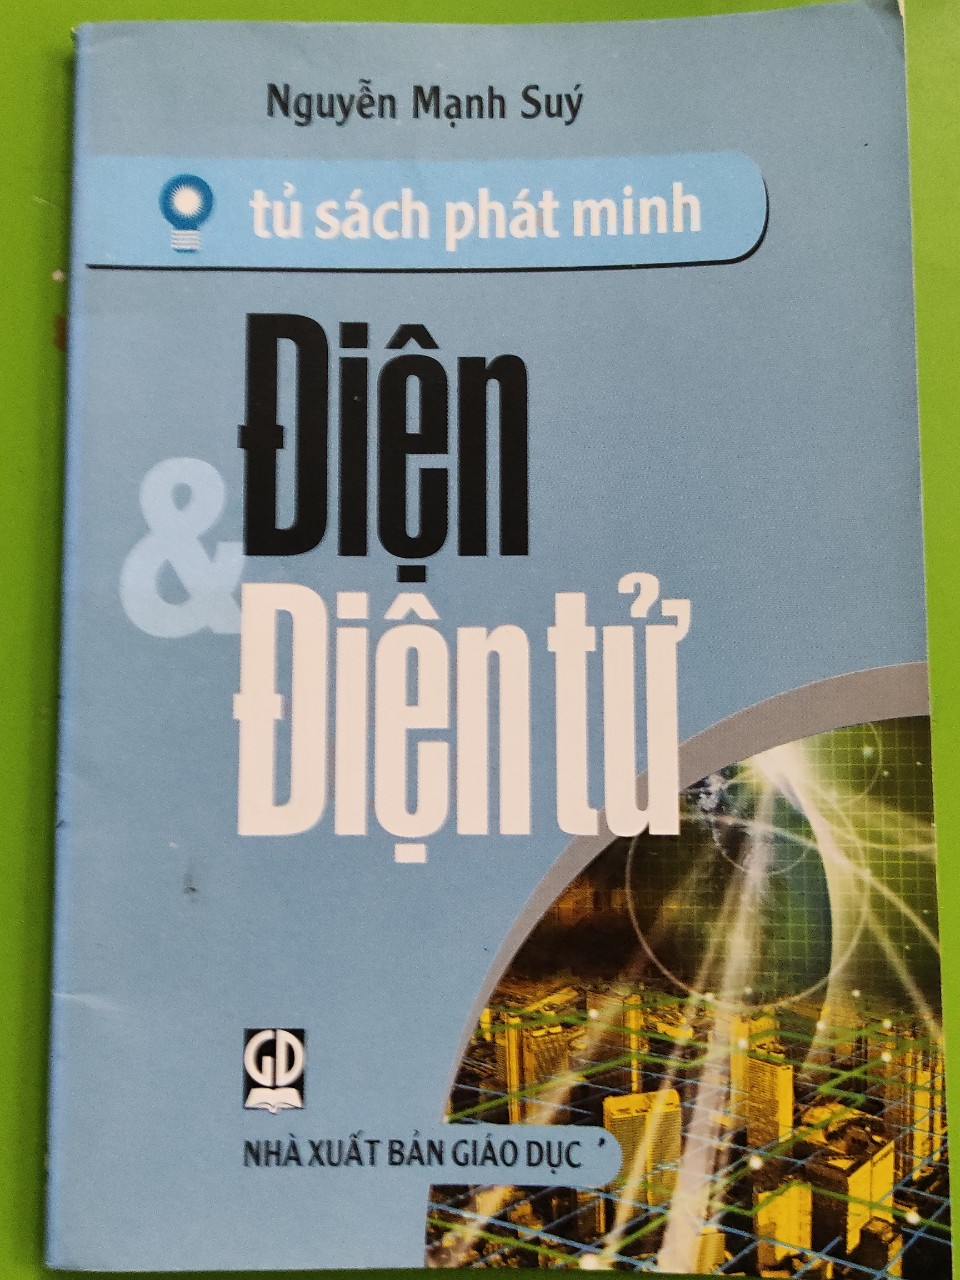 Nguyễn Mạnh Suý
tủ sách phát minh
Điện
&
Điện tử
GD
NHÀ XUẤT BẢN GIÁO DỤC